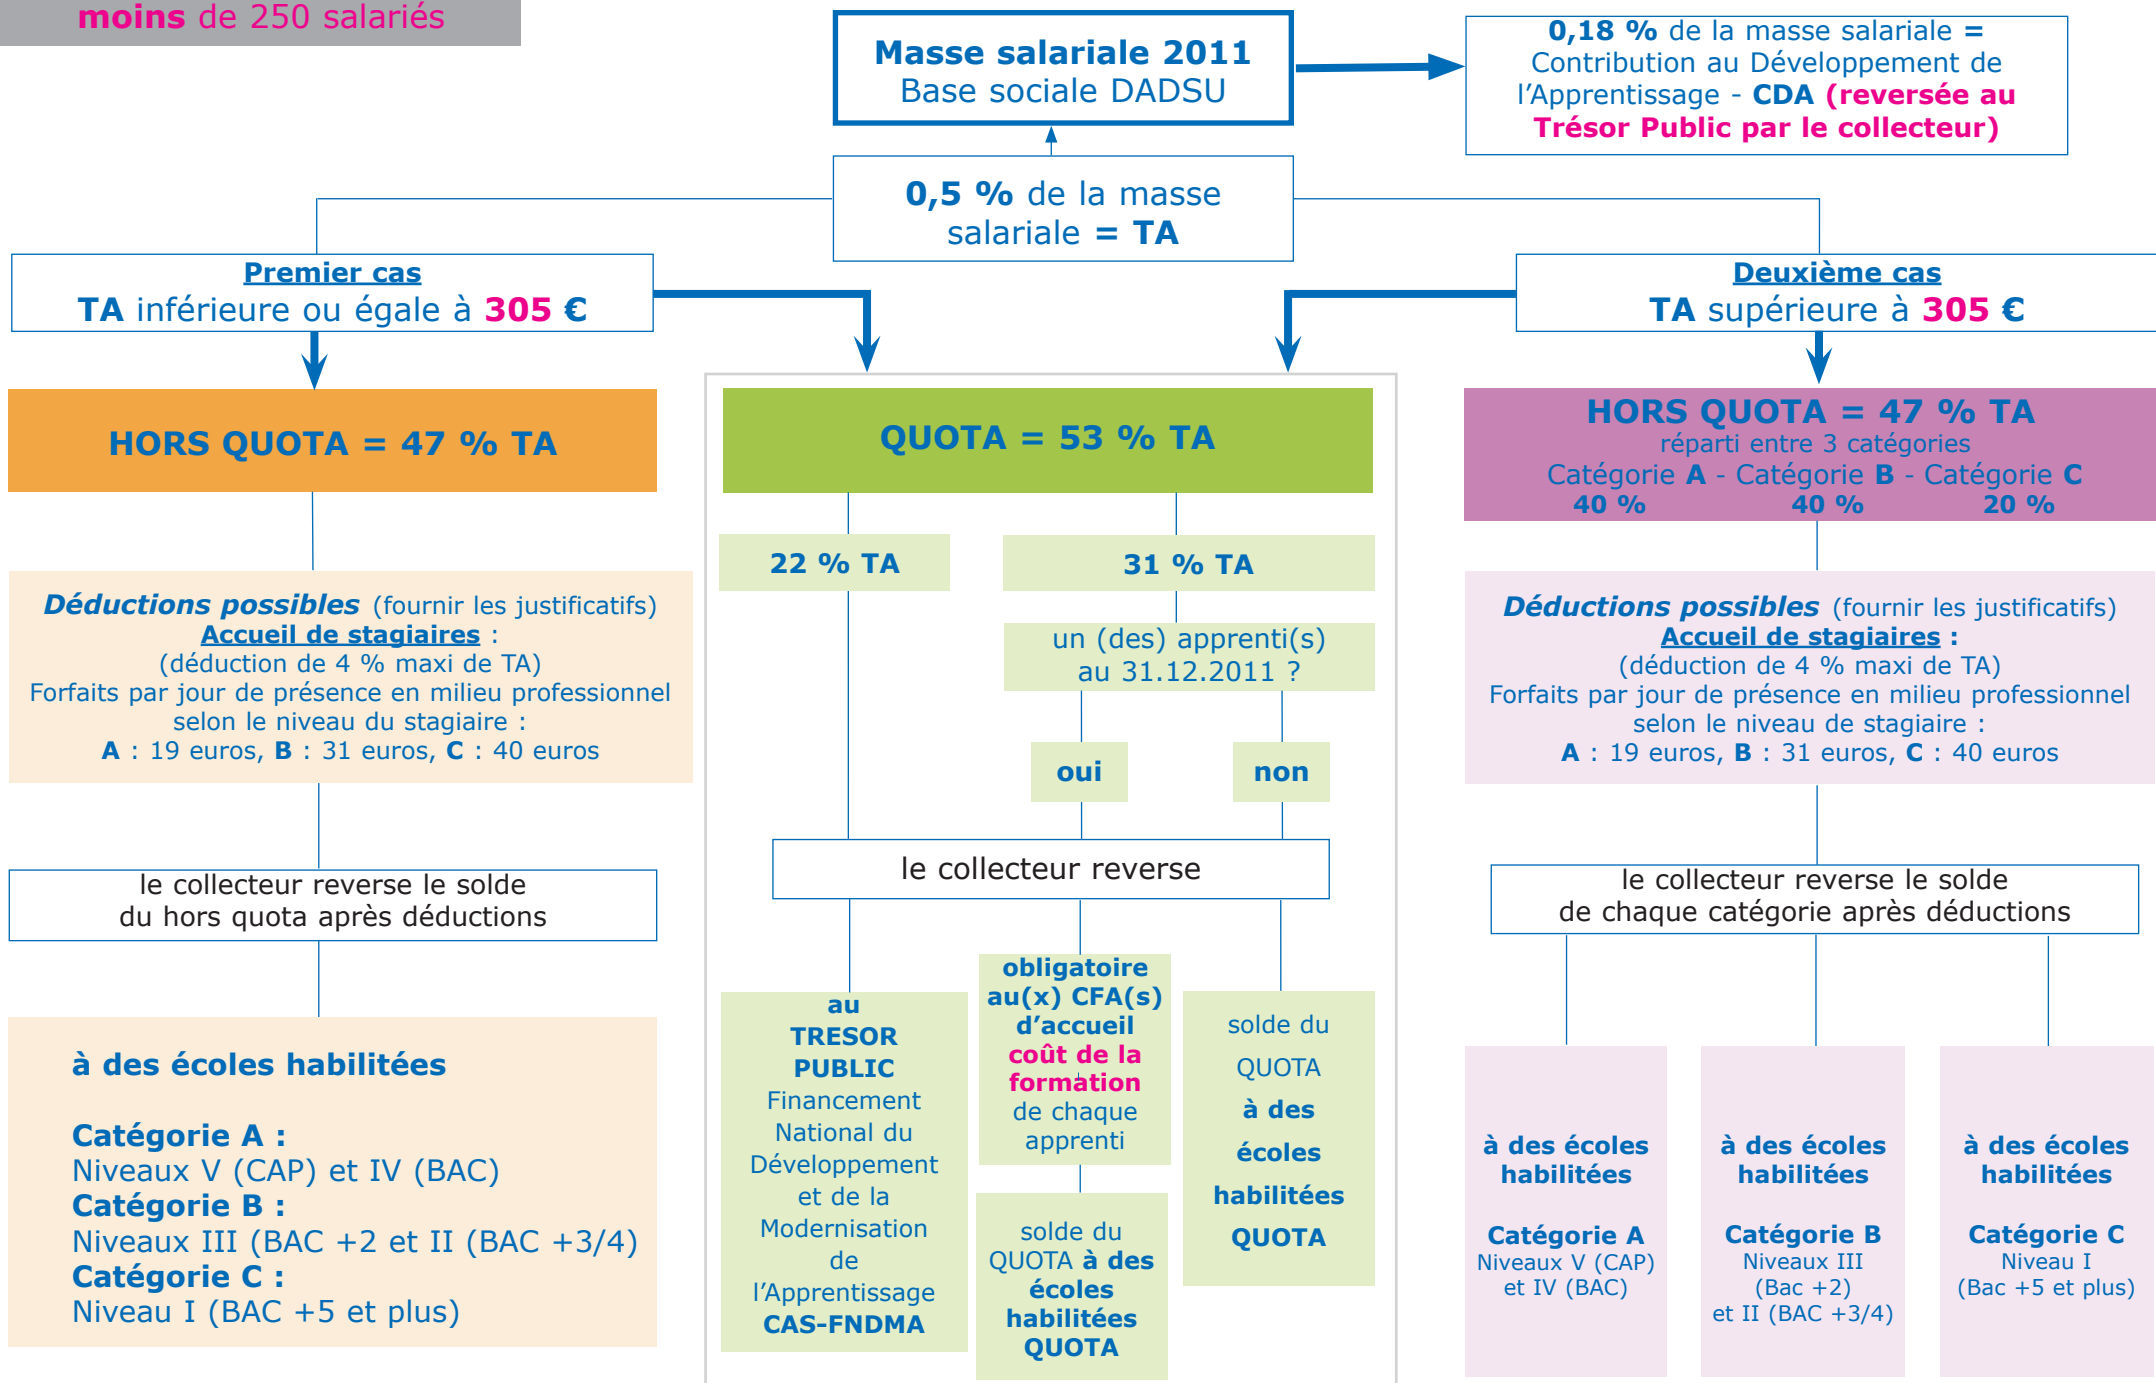 moins de 250 salariés
Masse salariale 2011
Base sociale DADSU
0,18 % de la masse salariale =
Contribution au Développement de
l'Apprentissage - CDA (reversée au
Trésor Public par le collecteur)
0,5 % de la masse
salariale = TA
Premier cas
TA inférieure ou égale à 305 €
Deuxième cas
TA supérieure à 305 €
HORS QUOTA = 47 % TA
QUOTA = 53 % TA
HORS QUOTA = 47 % TA
réparti entre 3 catégories
Catégorie A - Catégorie B - Catégorie C
40 % 40 % 20 %
22 % TA
31 % TA
Déductions possibles (fournir les justificatifs)
Accueil de stagiaires :
(déduction de 4 % maxi de TA)
Forfaits par jour de présence en milieu professionnel
selon le niveau du stagiaire :
A : 19 euros, B : 31 euros, C : 40 euros
un (des) apprenti(s)
au 31.12.2011 ?
oui
non
Déductions possibles (fournir les justificatifs)
Accueil de stagiaires :
(déduction de 4 % maxi de TA)
Forfaits par jour de présence en milieu professionnel
selon le niveau de stagiaire :
A : 19 euros, B : 31 euros, C : 40 euros
le collecteur reverse le solde
du hors quota après déductions
le collecteur reverse
le collecteur reverse le solde
de chaque catégorie après déductions
à des écoles habilitées
Catégorie A :
Niveaux V (CAP) et IV (BAC)
Catégorie B :
Niveaux III (BAC +2 et II (BAC +3/4)
Catégorie C :
Niveau I (BAC +5 et plus)
au
TRESOR
PUBLIC
Financement
National du
Développement
et de la
Modernisation
de
l'Apprentissage
CAS-FNDMA
obligatoire
au(x) CFA(s)
d'accueil
coût de la
formation
de chaque
apprenti
solde du
QUOTA à des
écoles
habilitées
QUOTA
solde du
QUOTA
à des
écoles
habilitées
QUOTA
à des écoles
habilitées
Catégorie A
Niveaux V (CAP)
et IV (BAC)
à des écoles
habilitées
Catégorie B
Niveaux III
(Bac +2)
et II (BAC +3/4)
à des écoles
habilitées
Catégorie C
Niveau I
(Bac +5 et plus)